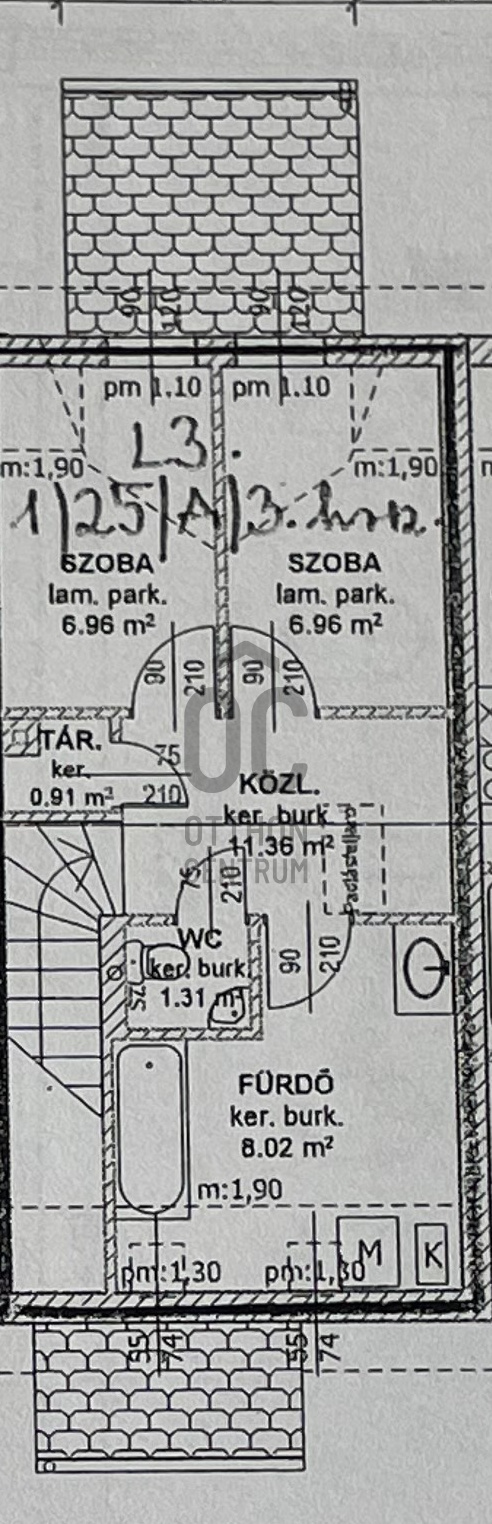 90 120 90 120
pm 1.10 pm 1.10
L3.
m:1,90 m:1,90
1/25/A/3. hrsz.
SZOBA SZOBA
lam. park. lam. park.
6.96 m² 6.96 m²
90 210 90 210
TÁR. 75
ker. KÖZL.
0.91 m² 210
ker. burk.
OC
OTTHON
11.36 m²
CENTRUM
Padlásfeljáró
75 210
WC
ker. burk.
90 210
1.31 m²
SZL
FÜRDŐ
ker. burk.
8.02 m²
m:1,90
M K
pm:1,30 pm:1,30
55 74 55 74